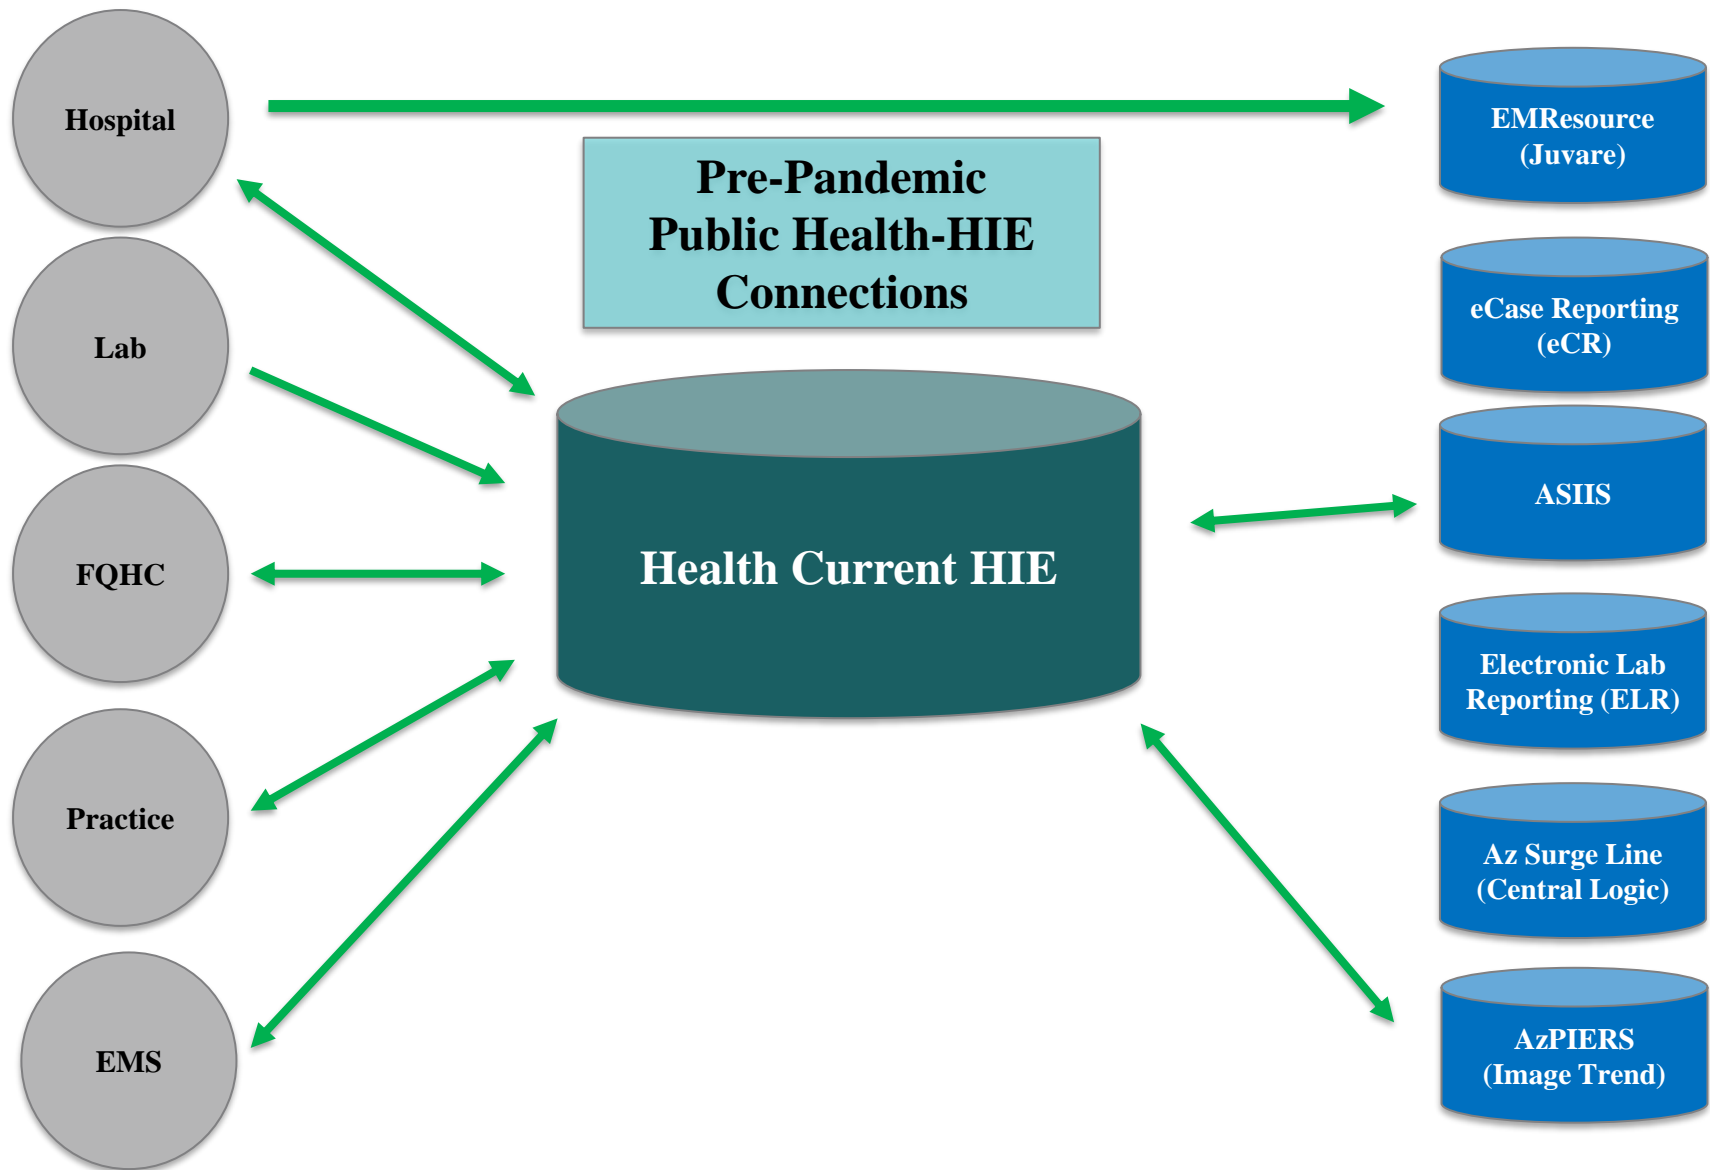 Hospital
Lab
FQHC
Practice
EMS
Pre-Pandemic
Public Health-HIE
Connections
Health Current HIE
EMResource
(Juvare)
eCase Reporting
(eCR)
ASIIS
Electronic Lab
Reporting (ELR)
Az Surge Line
(Central Logic)
AzPIERS
(Image Trend)